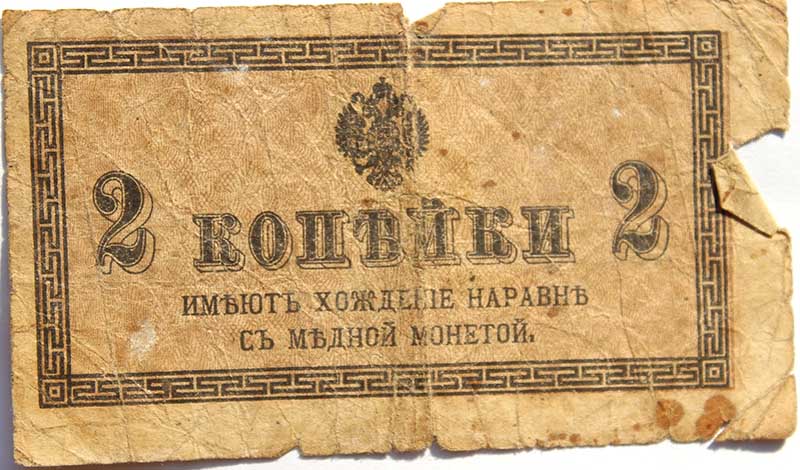 2 КОПѢЙКИ 2
ИМѢЮТЪ ХОЖДЕНІЕ НАРАВНѢ
СЪ МѢДНОЙ МОНЕТОЙ.